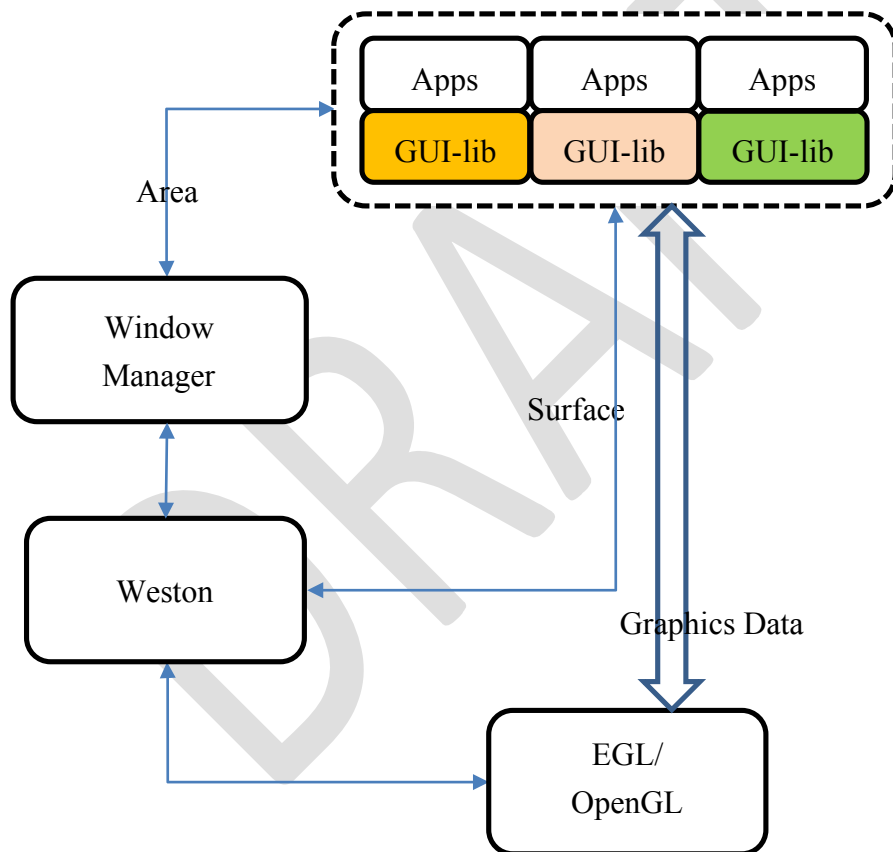 Apps Apps Apps
GUI-lib GUI-lib GUI-lib
Area
Window
Manager
Surface
Weston
Graphics Data
EGL/
OpenGL
DRAFT